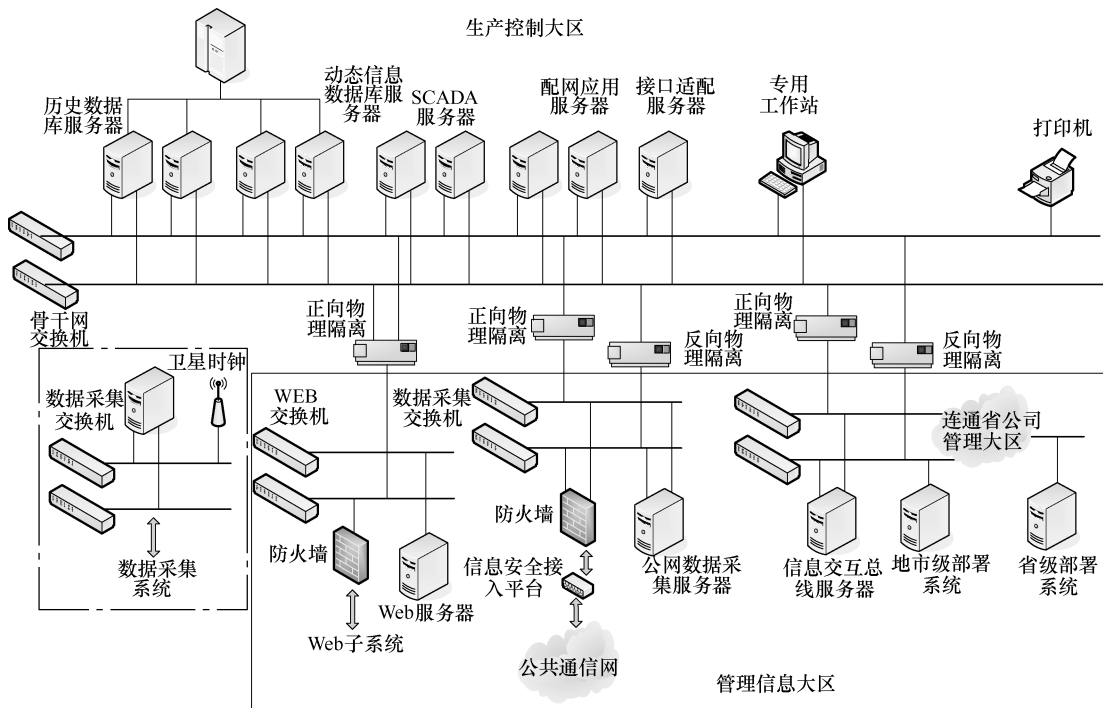 生产控制大区
历史数据
库服务器
动态信息
数据库服
务器
SCADA
服务器
配网应用
服务器
接口适配
服务器
专用
工作站
打印机
骨干网
交换机
正向物
理隔离
正向物
理隔离
反向物
理隔离
正向物
理隔离
反向物
理隔离
卫星时钟
数据采集
交换机
数据采集
系统
WEB
交换机
防火墙
Web服务器
Web子系统
数据采集
交换机
防火墙
信息安全接
入平台
公网数据采
集服务器
公共通信网
连通省公司
管理大区
信息交互总
线服务器
地市级部署
系统
省级部署
系统
管理信息大区